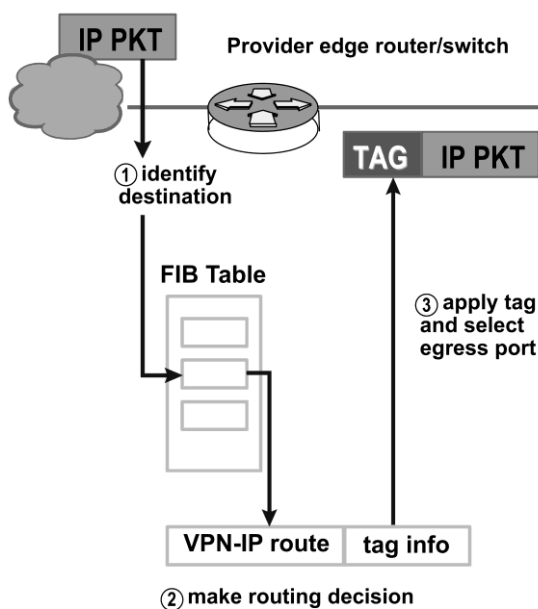 IP PKT
Provider edge router/switch
TAG
IP PKT
① identify
destination
FIB Table
③ apply tag
and select
egress port
VPN-IP route
tag info
② make routing decision